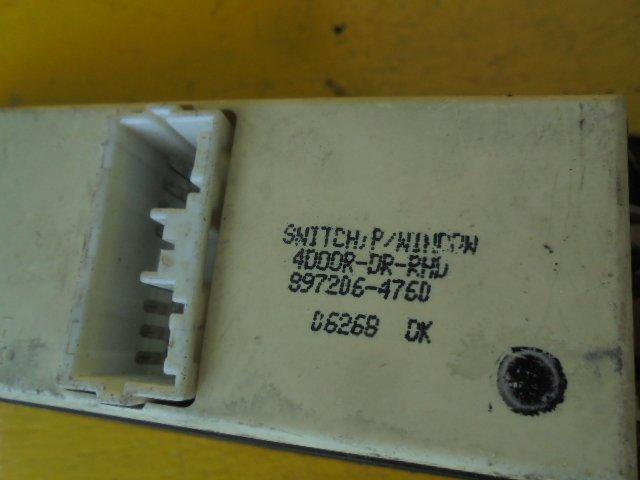 SWITCH,P/WINDOW
4DOOR-DR-RHD
897206-4760
06268 OK